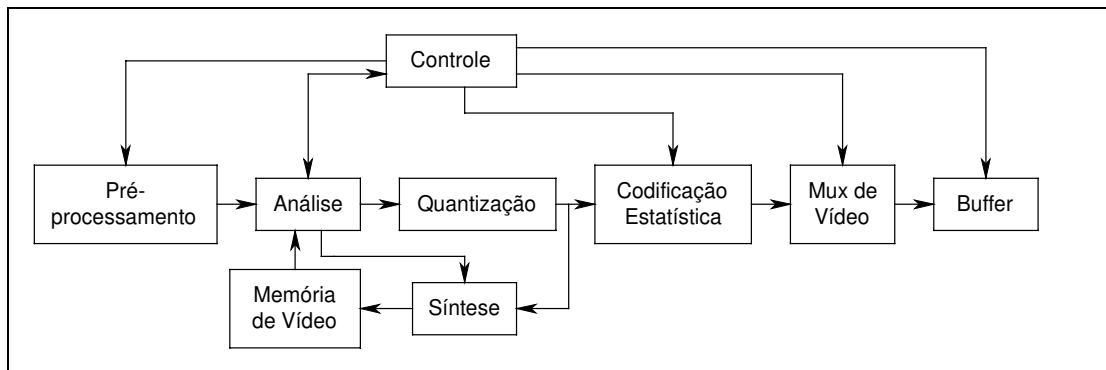 Controle
Pré-
processamento
Análise
Quantização
Codificação
Estatística
Mux de
Vídeo
Buffer
Memória
de Vídeo
Síntese